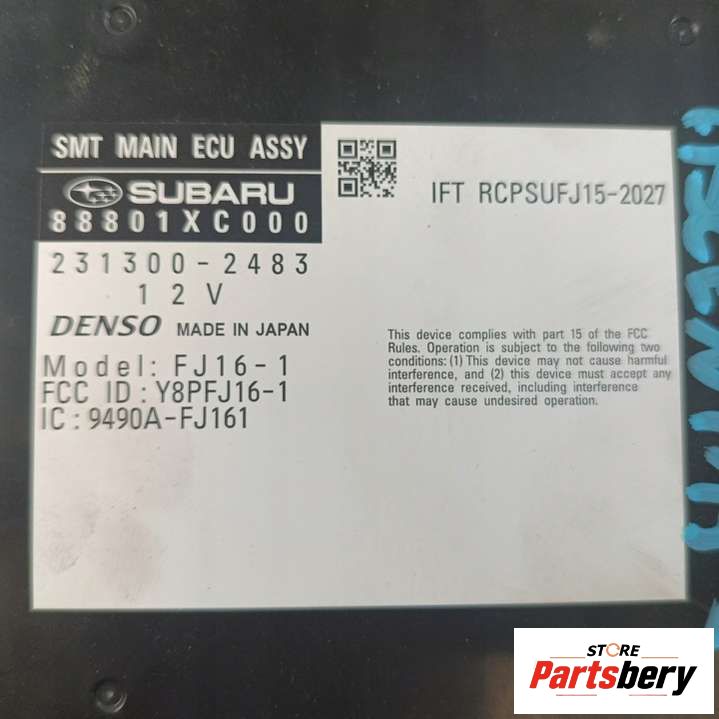 SMT MAIN ECU ASSY
SUBARU
88801XC000
231300-2483
12V
DENSO MADE IN JAPAN
Model: FJ16-1
FCC ID : Y8PFJ16-1
IC : 9490A-FJ161
IFT RCPSUFJ15-2027
This device complies with part 15 of the FCC
Rules. Operation is subject to the following two
conditions: (1) This device may not cause harmful
interference, and (2) this device must accept any
interference received, including interference
that may cause undesired operation.
STORE
Partsbery